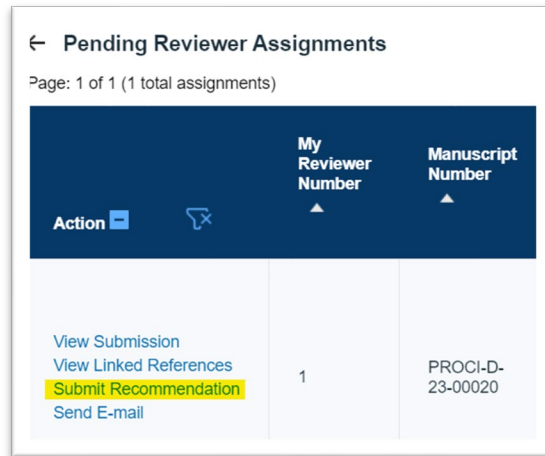 ← Pending Reviewer Assignments
Page: 1 of 1 (1 total assignments)
Action
My
Reviewer
Number
Manuscript
Number
View Submission
View Linked References
Submit Recommendation
Send E-mail
1
PROCI-D-
23-00020